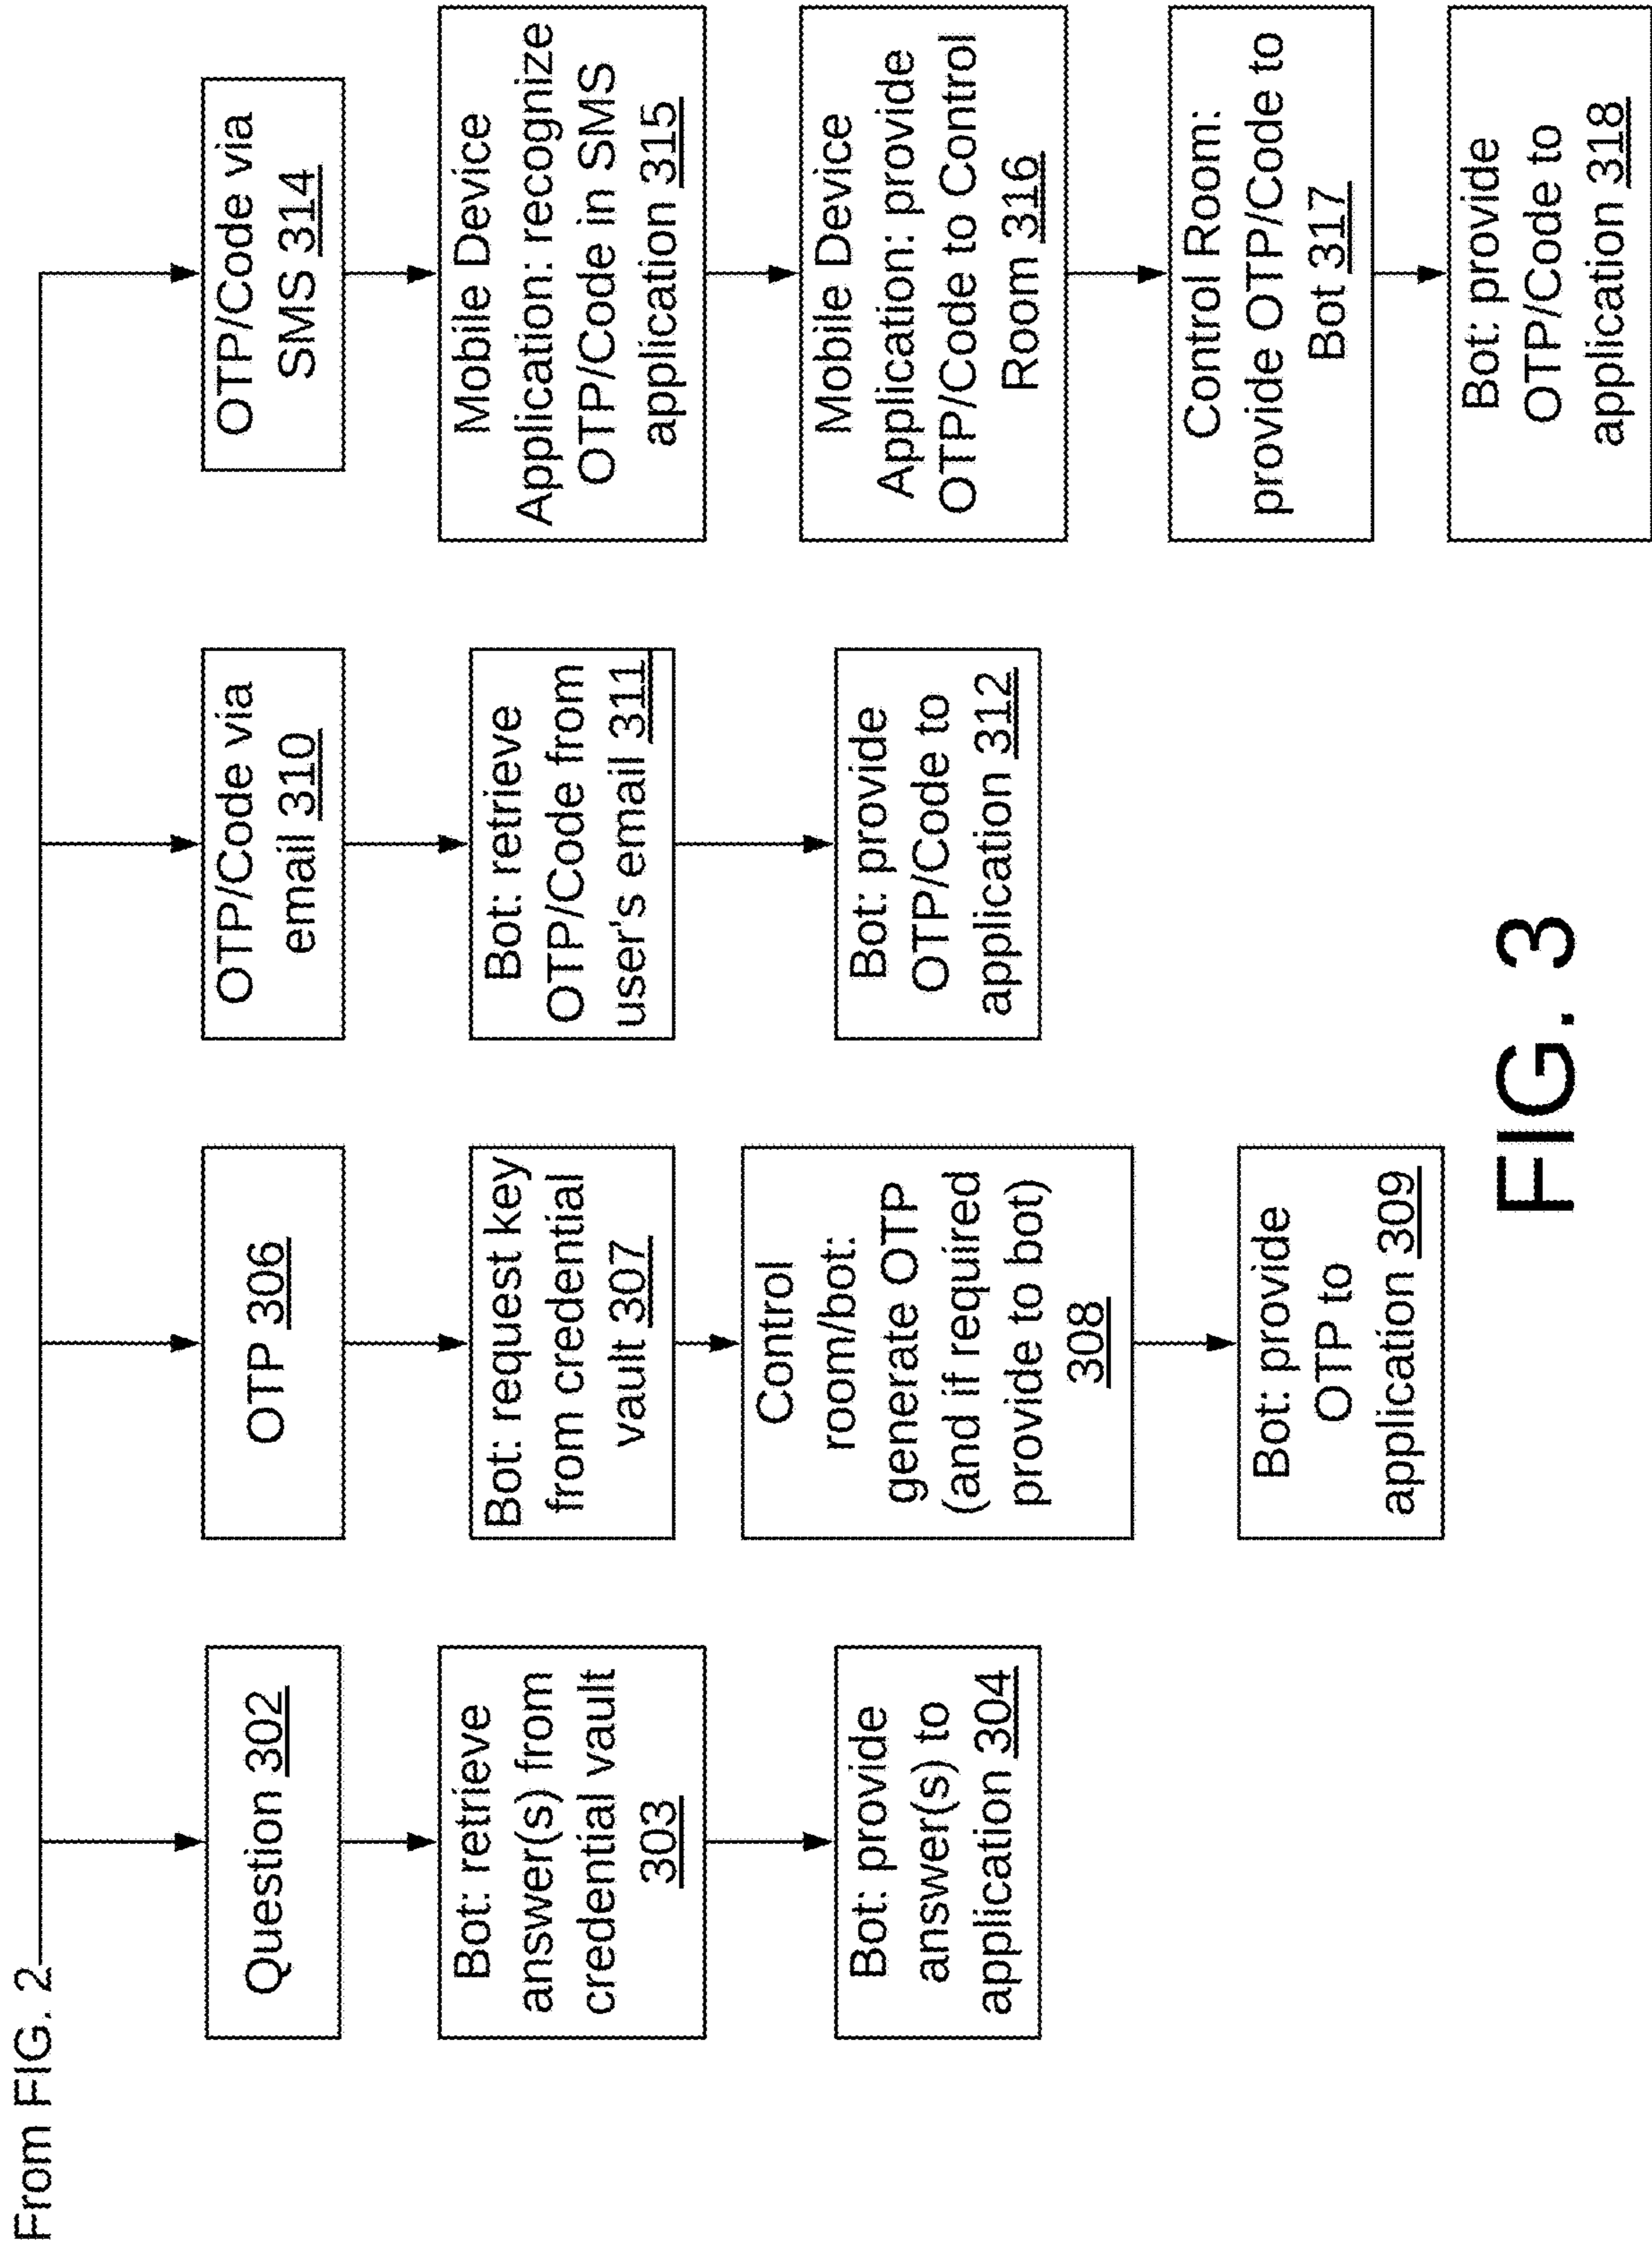 From FIG. 2
Question 302
Bot: retrieve
answer(s) from
credential vault
303
Bot: provide
answer(s) to
application 304
OTP 306
Bot: request key
from credential
vault 307
Control
room/bot:
generate OTP
(and if required
provide to bot)
308
Bot: provide
OTP to
application 309
OTP/Code via
email 310
Bot: retrieve
OTP/Code from
user's email 311
Bot: provide
OTP/Code to
application 312
OTP/Code via
SMS 314
Mobile Device
Application: recognize
OTP/Code in SMS
application 315
Mobile Device
Application: provide
OTP/Code to Control
Room 316
Control Room:
provide OTP/Code to
Bot 317
Bot: provide
OTP/Code to
application 318
FIG. 3